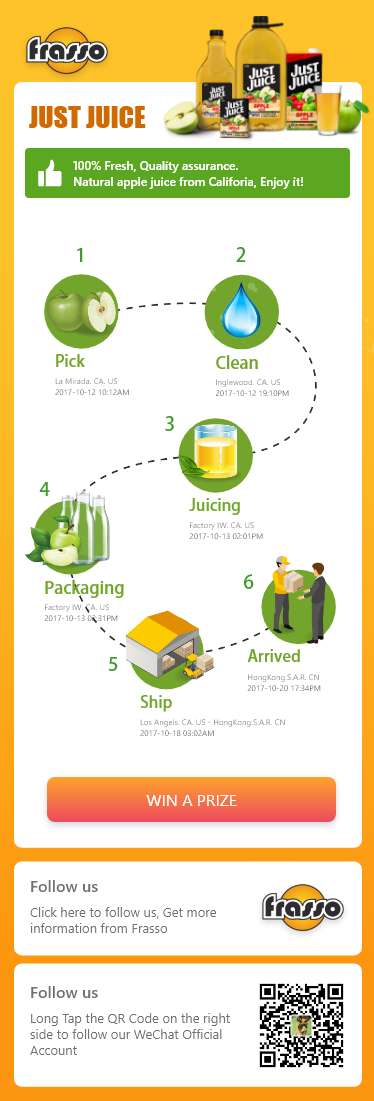 frasso
JUST JUICE
JUST
JUICE
APPLE
JUST
JUICE
APPLE
JUST
JUICE
APPLE
100% Fresh, Quality assurance.
Natural apple juice from Califoria, Enjoy it!
1
Pick
La Mirada. CA. US
2017-10-12 10:12AM
2
Clean
Inglewood. CA. US
2017-10-12 19:10PM
3
Juicing
Factory IW. CA. US
2017-10-13 02:01PM
4
Packaging
Factory IW. CA. US
2017-10-13 03:31PM
5
Ship
Los Angels. CA. US - HongKong.S.A.R. CN
2017-10-18 03:02AM
6
Arrived
HongKong.S.A.R. CN
2017-10-20 17:34PM
WIN A PRIZE
Follow us
Click here to follow us, Get more
information from Frasso
frasso
Follow us
Long Tap the QR Code on the right
side to follow our WeChat Official
Account